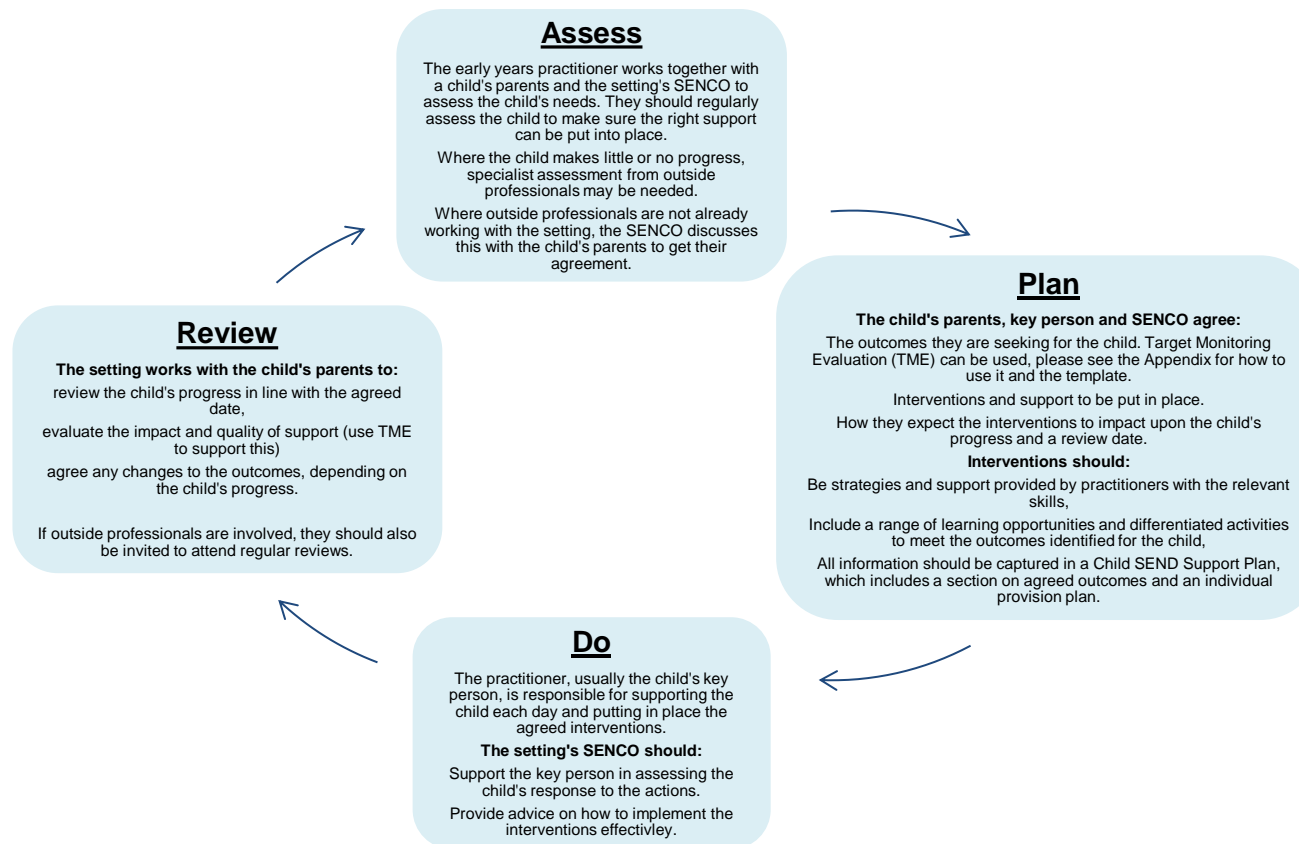 Assess
The early years practitioner works together with
a child's parents and the setting's SENCO to
assess the child's needs. They should regularly
assess the child to make sure the right support
can be put into place.
Where the child makes little or no progress,
specialist assessment from outside
professionals may be needed.
Where outside professionals are not already
working with the setting, the SENCO discusses
this with the child's parents to get their
agreement.
Plan
The child's parents, key person and SENCO agree:
The outcomes they are seeking for the child. Target Monitoring
Evaluation (TME) can be used, please see the Appendix for how to
use it and the template.
Interventions and support to be put in place.
How they expect the interventions to impact upon the child's
progress and a review date.
Interventions should:
Be strategies and support provided by practitioners with the relevant
skills,
Include a range of learning opportunities and differentiated activities
to meet the outcomes identified for the child,
All information should be captured in a Child SEND Support Plan,
which includes a section on agreed outcomes and an individual
provision plan.
Do
The practitioner, usually the child's key
person, is responsible for supporting the
child each day and putting in place the
agreed interventions.
The setting's SENCO should:
Support the key person in assessing the
child's response to the actions.
Provide advice on how to implement the
interventions effectivley.
Review
The setting works with the child's parents to:
review the child's progress in line with the agreed
date,
evaluate the impact and quality of support (use TME
to support this)
agree any changes to the outcomes, depending on
the child's progress.
If outside professionals are involved, they should also
be invited to attend regular reviews.